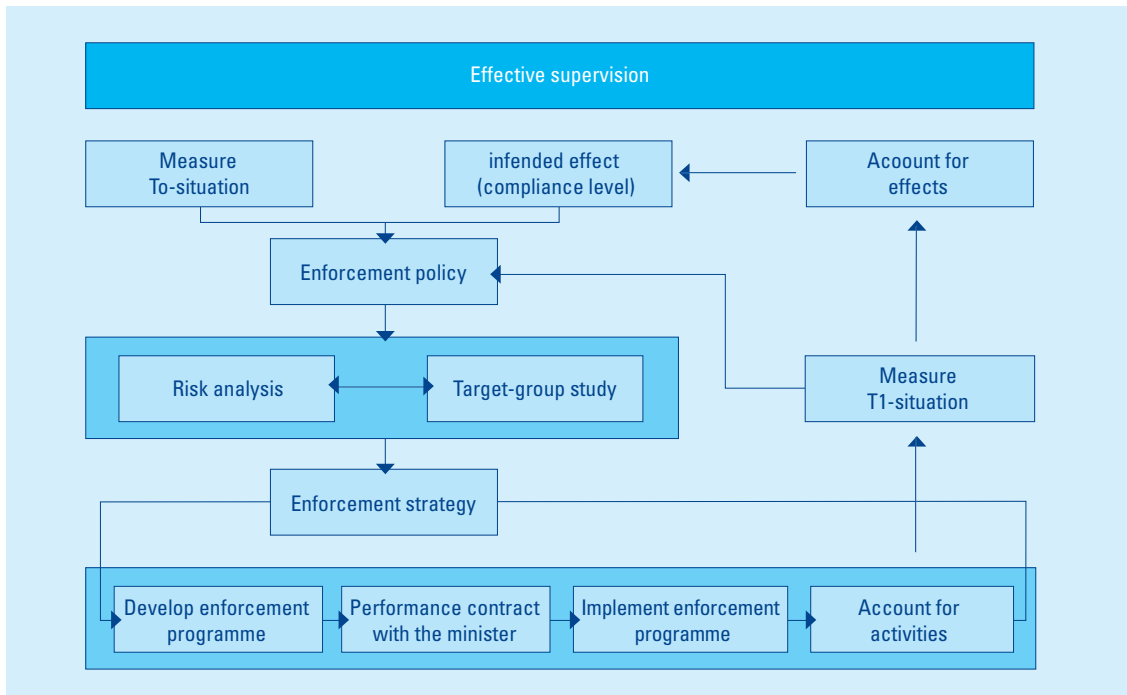 Effective supervision
Measure
To-situation
infended effect
(compliance level)
Acoount for
effects
Enforcement policy
Risk analysis
Target-group study
Measure
T1-situation
Enforcement strategy
Develop enforcement
programme
Performance contract
with the minister
Implement enforcement
programme
Account for
activities